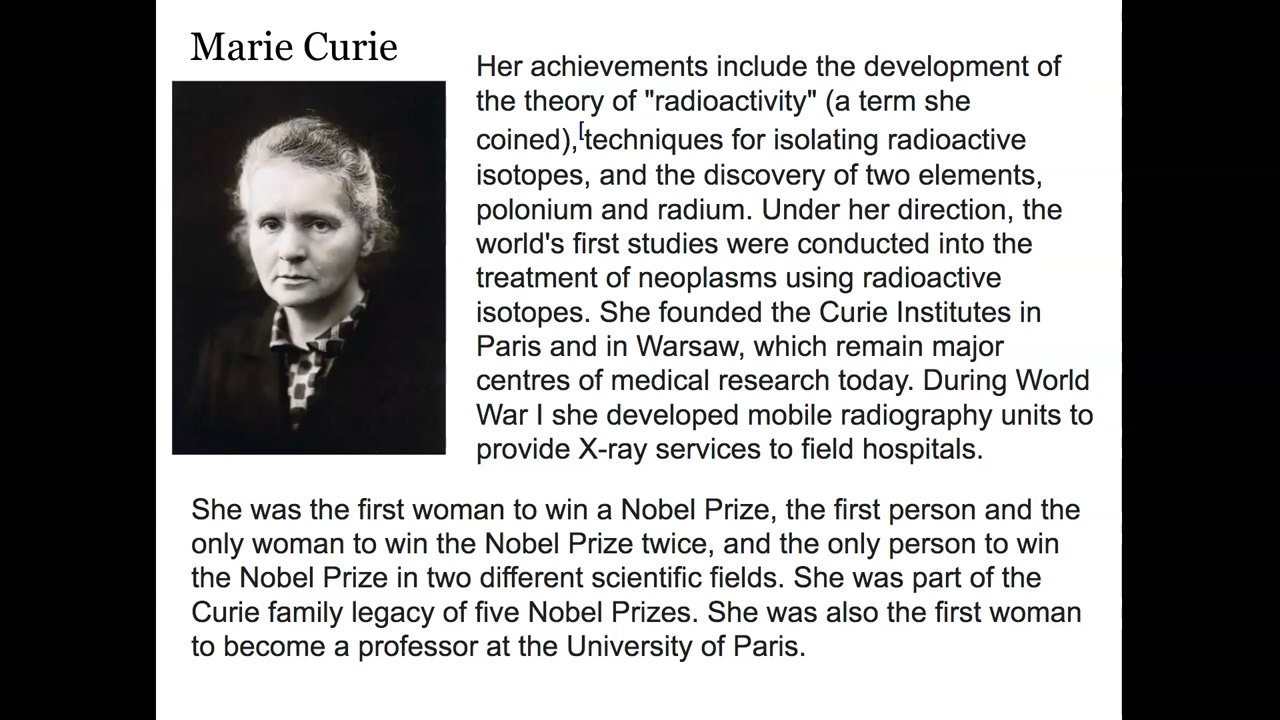 Marie Curie
Her achievements include the development of
the theory of "radioactivity" (a term she
coined),[techniques for isolating radioactive
isotopes, and the discovery of two elements,
polonium and radium. Under her direction, the
world's first studies were conducted into the
treatment of neoplasms using radioactive
isotopes. She founded the Curie Institutes in
Paris and in Warsaw, which remain major
centres of medical research today. During World
War I she developed mobile radiography units to
provide X-ray services to field hospitals.
She was the first woman to win a Nobel Prize, the first person and the
only woman to win the Nobel Prize twice, and the only person to win
the Nobel Prize in two different scientific fields. She was part of the
Curie family legacy of five Nobel Prizes. She was also the first woman
to become a professor at the University of Paris.